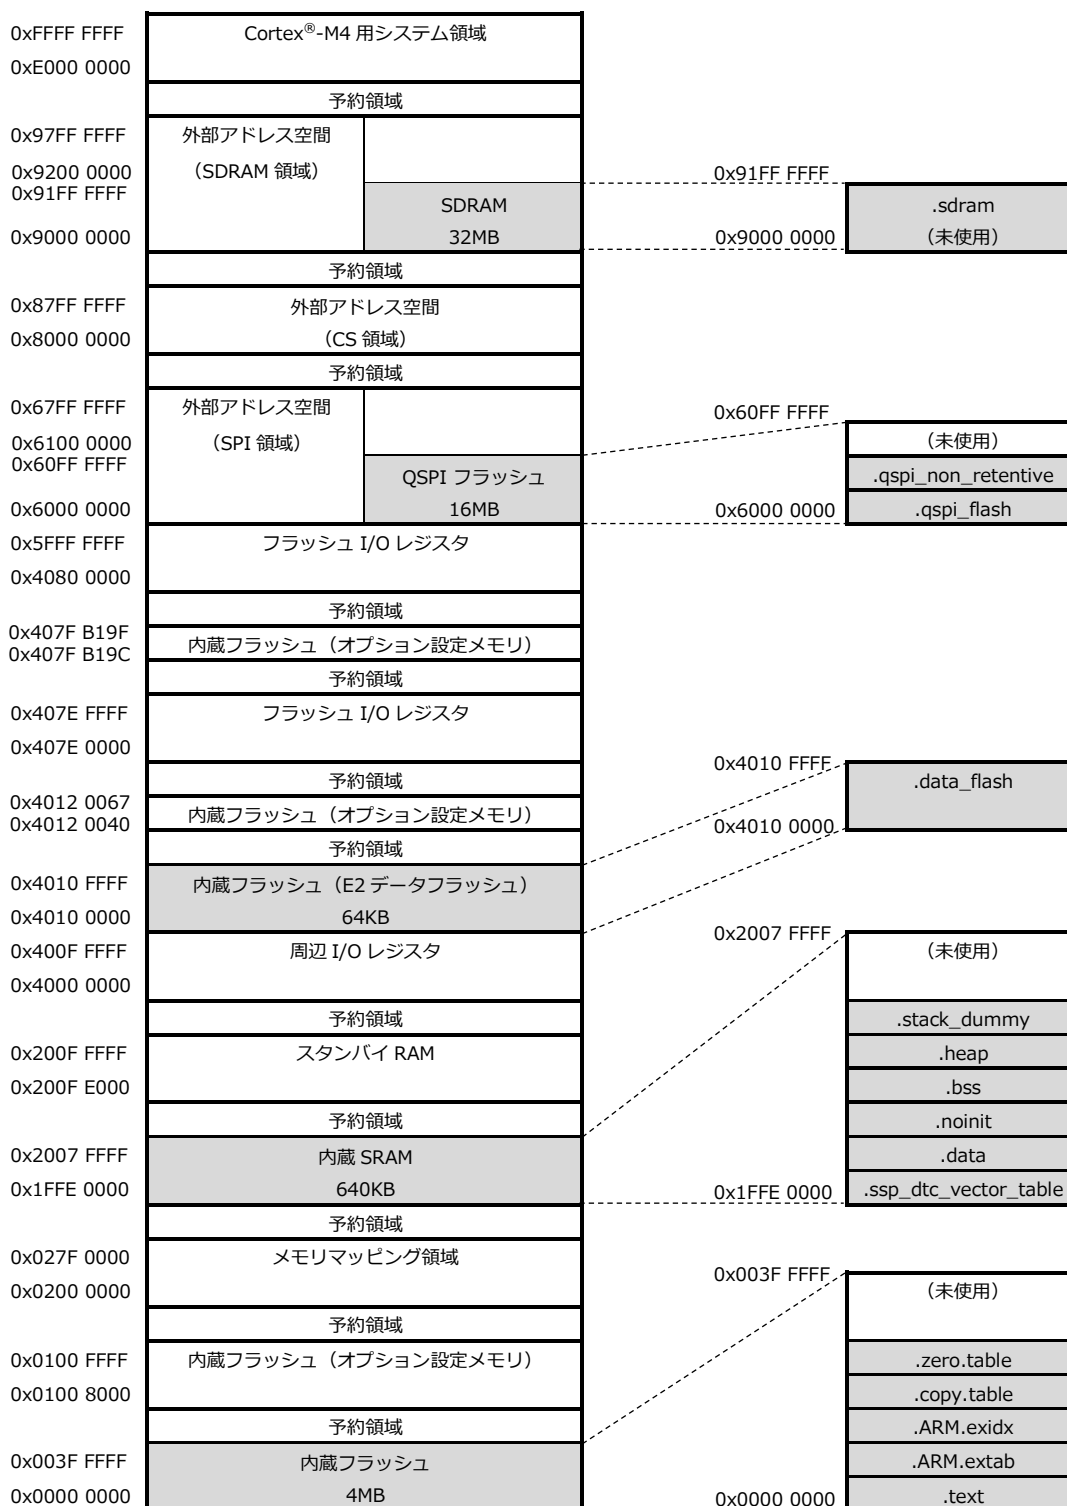 0xFFFF FFFF
Cortex®-M4 用システム領域
0xE000 0000
予約領域
0x97FF FFFF
外部アドレス空間
0x9200 0000
（SDRAM 領域）
0x91FF FFFF
0x91FF FFFF
SDRAM
.sdram
0x9000 0000
32MB
0x9000 0000
（未使用）
予約領域
0x87FF FFFF
外部アドレス空間
0x8000 0000
（CS 領域）
予約領域
0x67FF FFFF
外部アドレス空間
0x60FF FFFF
0x6100 0000
（SPI 領域）
（未使用）
0x60FF FFFF
QSPI フラッシュ
.qspi_non_retentive
0x6000 0000
16MB
0x6000 0000
.qspi_flash
0x5FFF FFFF
フラッシュ I/O レジスタ
0x4080 0000
予約領域
0x407F B19F
内蔵フラッシュ（オプション設定メモリ）
0x407F B19C
予約領域
0x407E FFFF
フラッシュ I/O レジスタ
0x407E 0000
0x4010 FFFF
予約領域
.data_flash
0x4012 0067
内蔵フラッシュ（オプション設定メモリ）
0x4012 0040
0x4010 0000
予約領域
0x4010 FFFF
内蔵フラッシュ（E2 データフラッシュ）
0x4010 0000
64KB
0x2007 FFFF
0x400F FFFF
周辺 I/O レジスタ
（未使用）
0x4000 0000
予約領域
.stack_dummy
0x200F FFFF
スタンバイ RAM
.heap
0x200F E000
.bss
予約領域
.noinit
0x2007 FFFF
内蔵 SRAM
.data
0x1FFE 0000
640KB
0x1FFE 0000
.ssp_dtc_vector_table
予約領域
0x027F 0000
メモリマッピング領域
0x003F FFFF
0x0200 0000
（未使用）
予約領域
0x0100 FFFF
内蔵フラッシュ（オプション設定メモリ）
.zero.table
0x0100 8000
.copy.table
予約領域
.ARM.exidx
0x003F FFFF
内蔵フラッシュ
.ARM.extab
0x0000 0000
4MB
0x0000 0000
.text